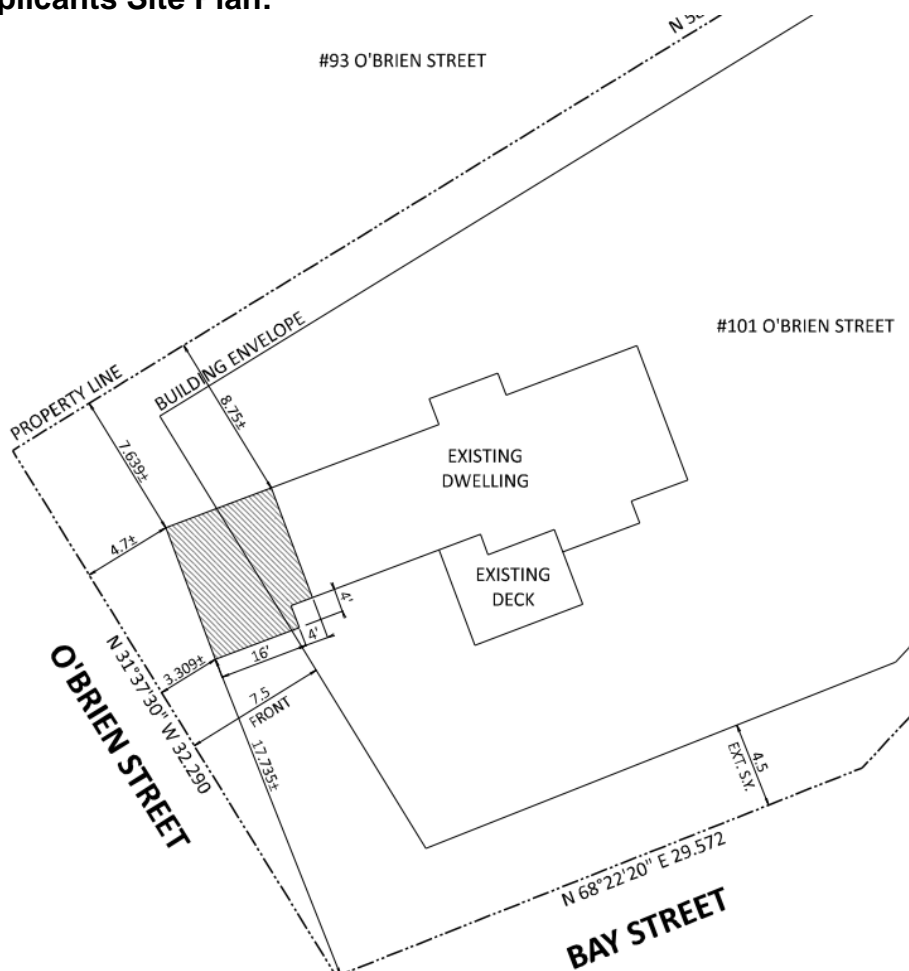 plicants Site Plan:
#93 O'BRIEN STREET
#101 O'BRIEN STREET
PROPERTY LINE
BUILDING ENVELOPE
8.75±
7.639±
4.7±
EXISTING
DWELLING
EXISTING
DECK
4'
4'
16'
3.309±
7.5
FRONT
17.735±
N 31°37'30" W 32.290
O'BRIEN STREET
4.5
EXT. S.Y.
N 68°22'20" E 29.572
BAY STREET